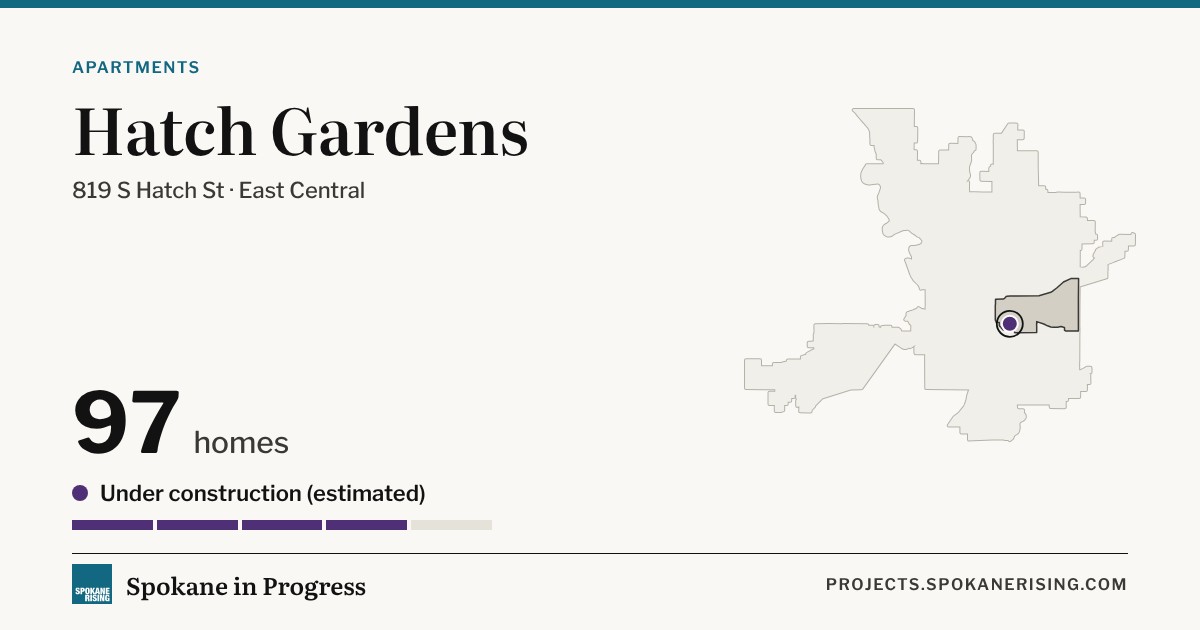 APARTMENTS
Hatch Gardens
819 S Hatch St · East Central
97 homes
Under construction (estimated)
SPOKANE
RISING
Spokane in Progress
PROJECTS.SPOKANERISING.COM